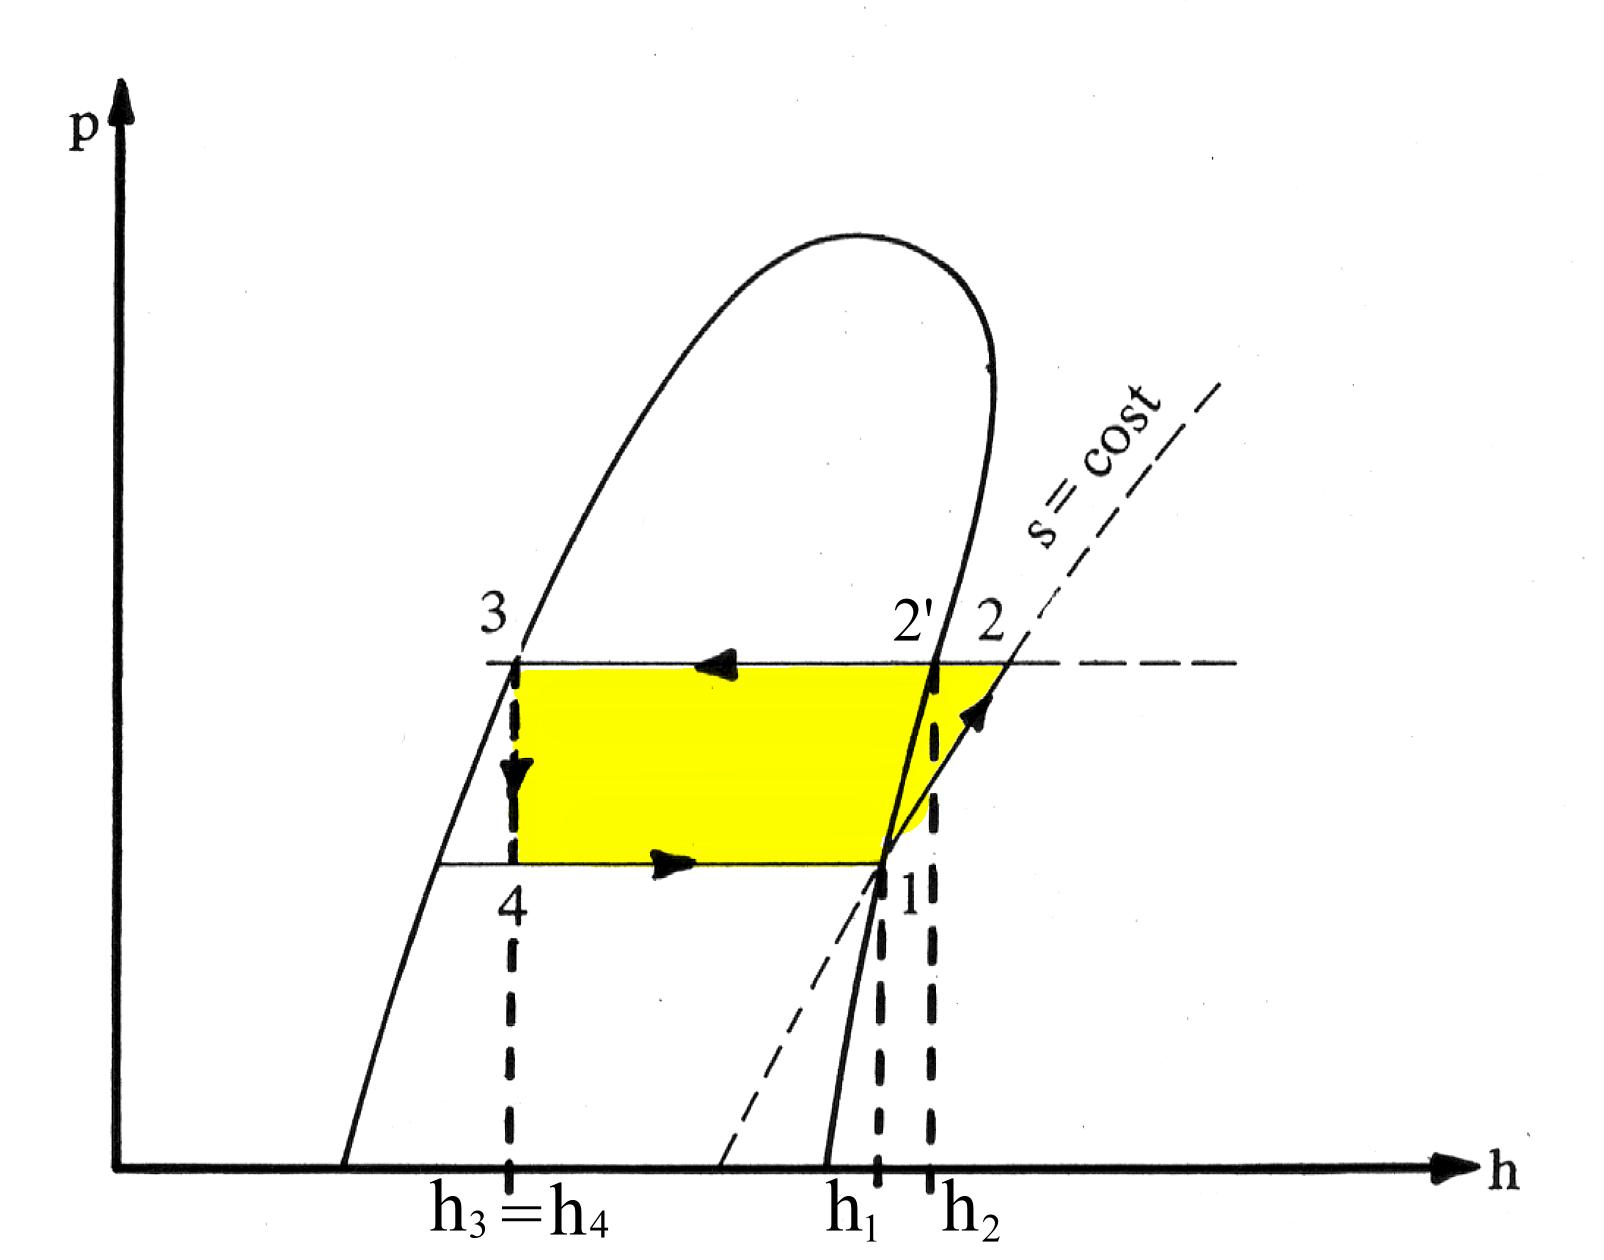 p
s = cost
3
2'
2
4
1
h
h₃ = h₄
h₁
h₂